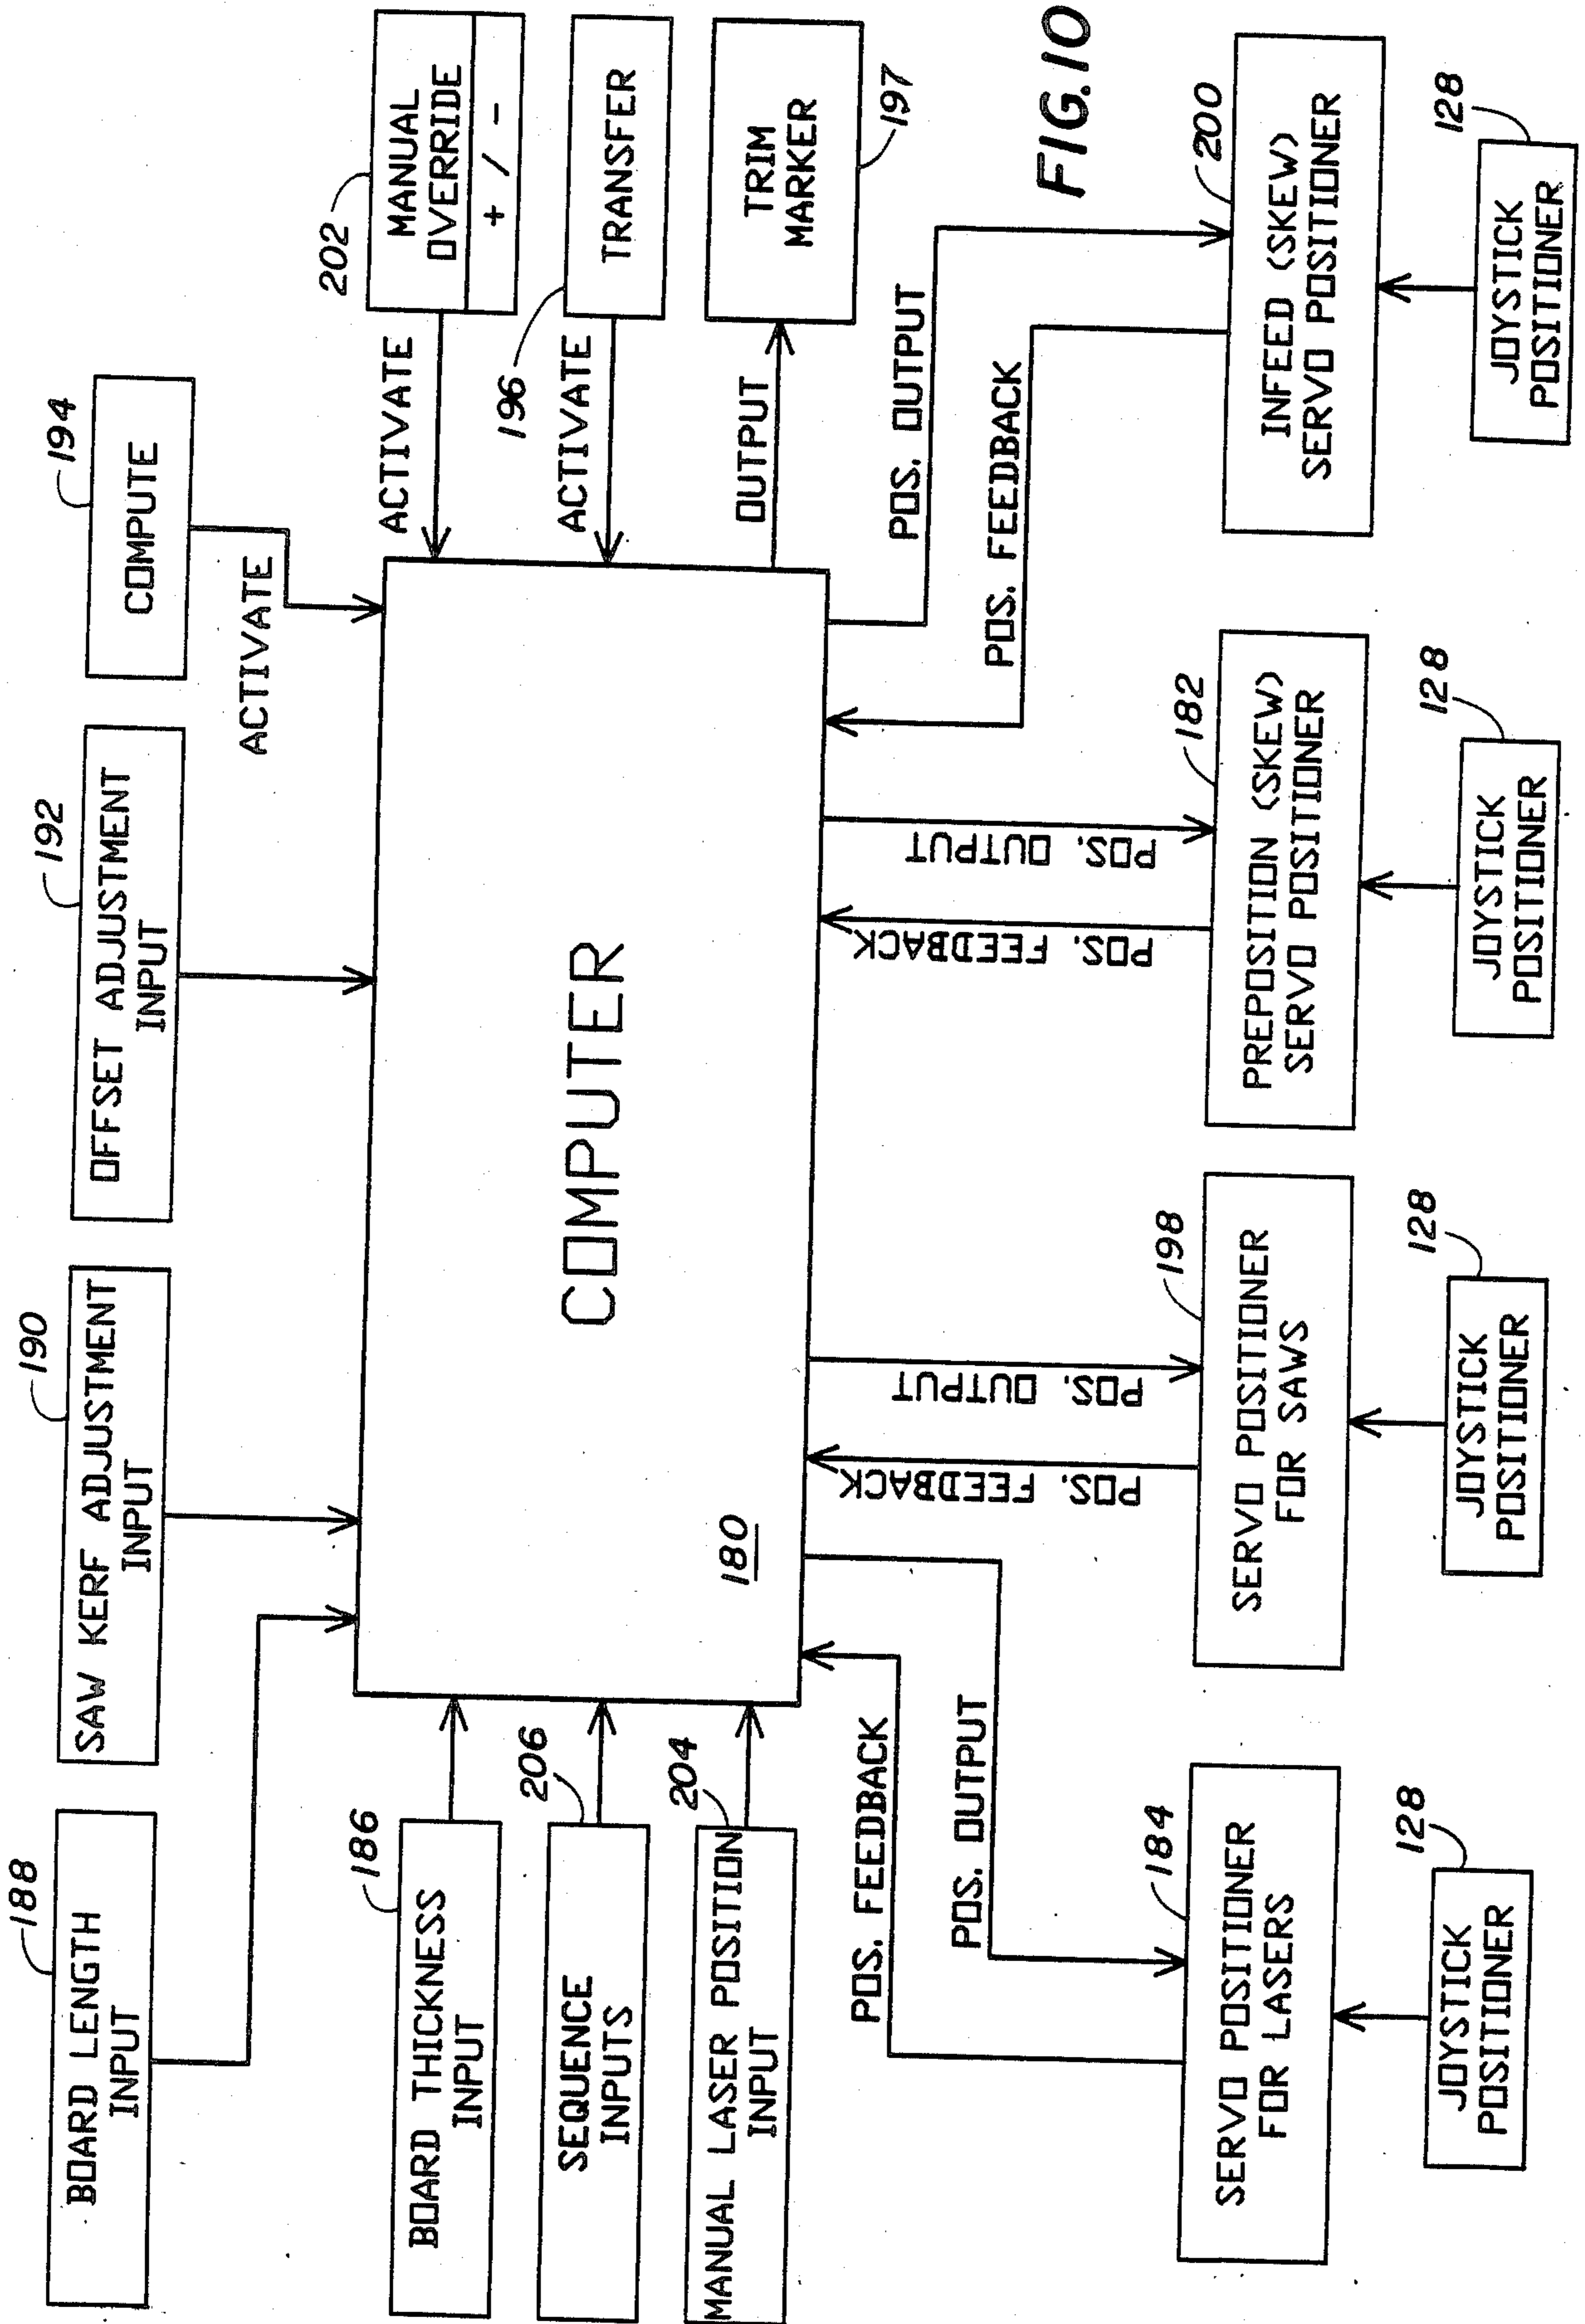 188
BOARD LENGTH
INPUT
190
SAW KERF ADJUSTMENT
INPUT
192
OFFSET ADJUSTMENT
INPUT
194
COMPUTE
ACTIVATE
186
BOARD THICKNESS
INPUT
206
SEQUENCE
INPUTS
204
MANUAL LASER POSITION
INPUT
COMPUTER
180
202
MANUAL
OVERRIDE
+ / -
ACTIVATE
196
TRANSFER
ACTIVATE
TRIM
MARKER
197
OUTPUT
FIG.10
POS. FEEDBACK
POS. OUTPUT
POS. FEEDBACK
POS. OUTPUT
POS. FEEDBACK
POS. OUTPUT
POS. FEEDBACK
POS. OUTPUT
184
SERVO POSITIONER
FOR LASERS
198
SERVO POSITIONER
FOR SAWS
182
PREPOSITION (SKEW)
SERVO POSITIONER
200
INFEED (SKEW)
SERVO POSITIONER
128
JOYSTICK
POSITIONER
128
JOYSTICK
POSITIONER
128
JOYSTICK
POSITIONER
128
JOYSTICK
POSITIONER